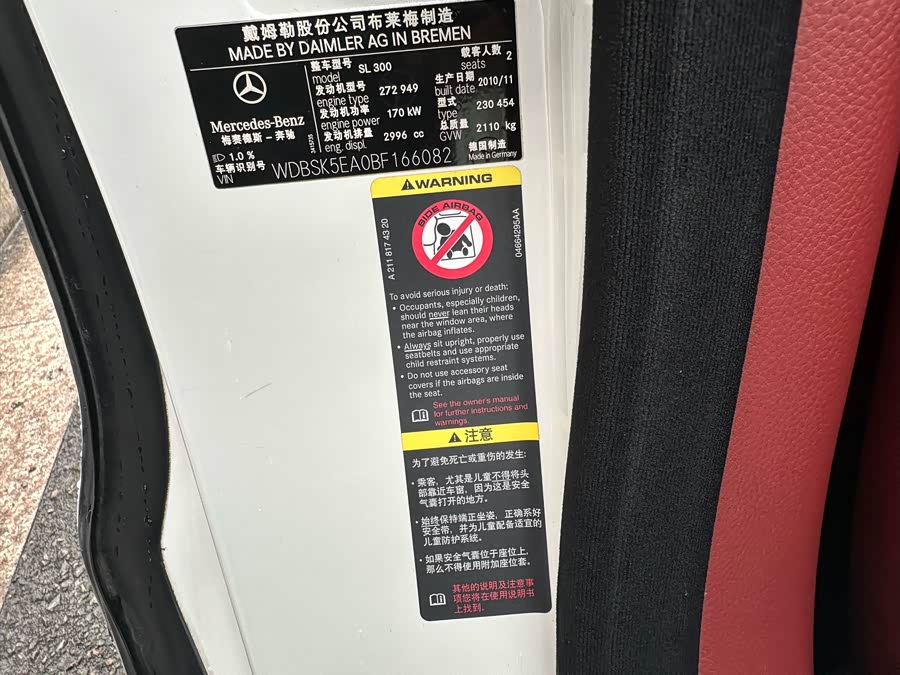 戴姆勒股份公司布莱梅制造
MADE BY DAIMLER AG IN BREMEN
整车型号
model SL 300
载客人数
seats 2
发动机型号
engine type 272 949
生产日期
built date 2010/11
发动机功率
engine power 170 kW
型式
type 230 454
发动机排量
eng. displ. 2996 cc
总质量
GVW 2110 kg
Mercedes-Benz
梅赛德斯－奔驰
1.0 %
德国制造
Made in Germany
车辆识别号
VIN WDBSK5EA0BF166082
WARNING
SIDE AIRBAG
A 211 817 43 20
04664295AA
To avoid serious injury or death:
• Occupants, especially children,
should never lean their heads
near the window area, where
the airbag inflates.
• Always sit upright, properly use
seatbelts and use appropriate
child restraint systems.
• Do not use accessory seat
covers if the airbags are inside
the seat.
See the owner's manual
for further instructions and
warnings.
注意
为了避免死亡或重伤的发生:
• 乘客，尤其是儿童不得将头
部靠近车窗，因为这是安全
气囊打开的地方。
• 始终保持端正坐姿，正确系好
安全带，并为儿童配备适宜的
儿童防护系统。
• 如果安全气囊位于座位上,
那么不得使用附加座位套。
其他的说明及注意事
项您将在使用说明书
上找到.